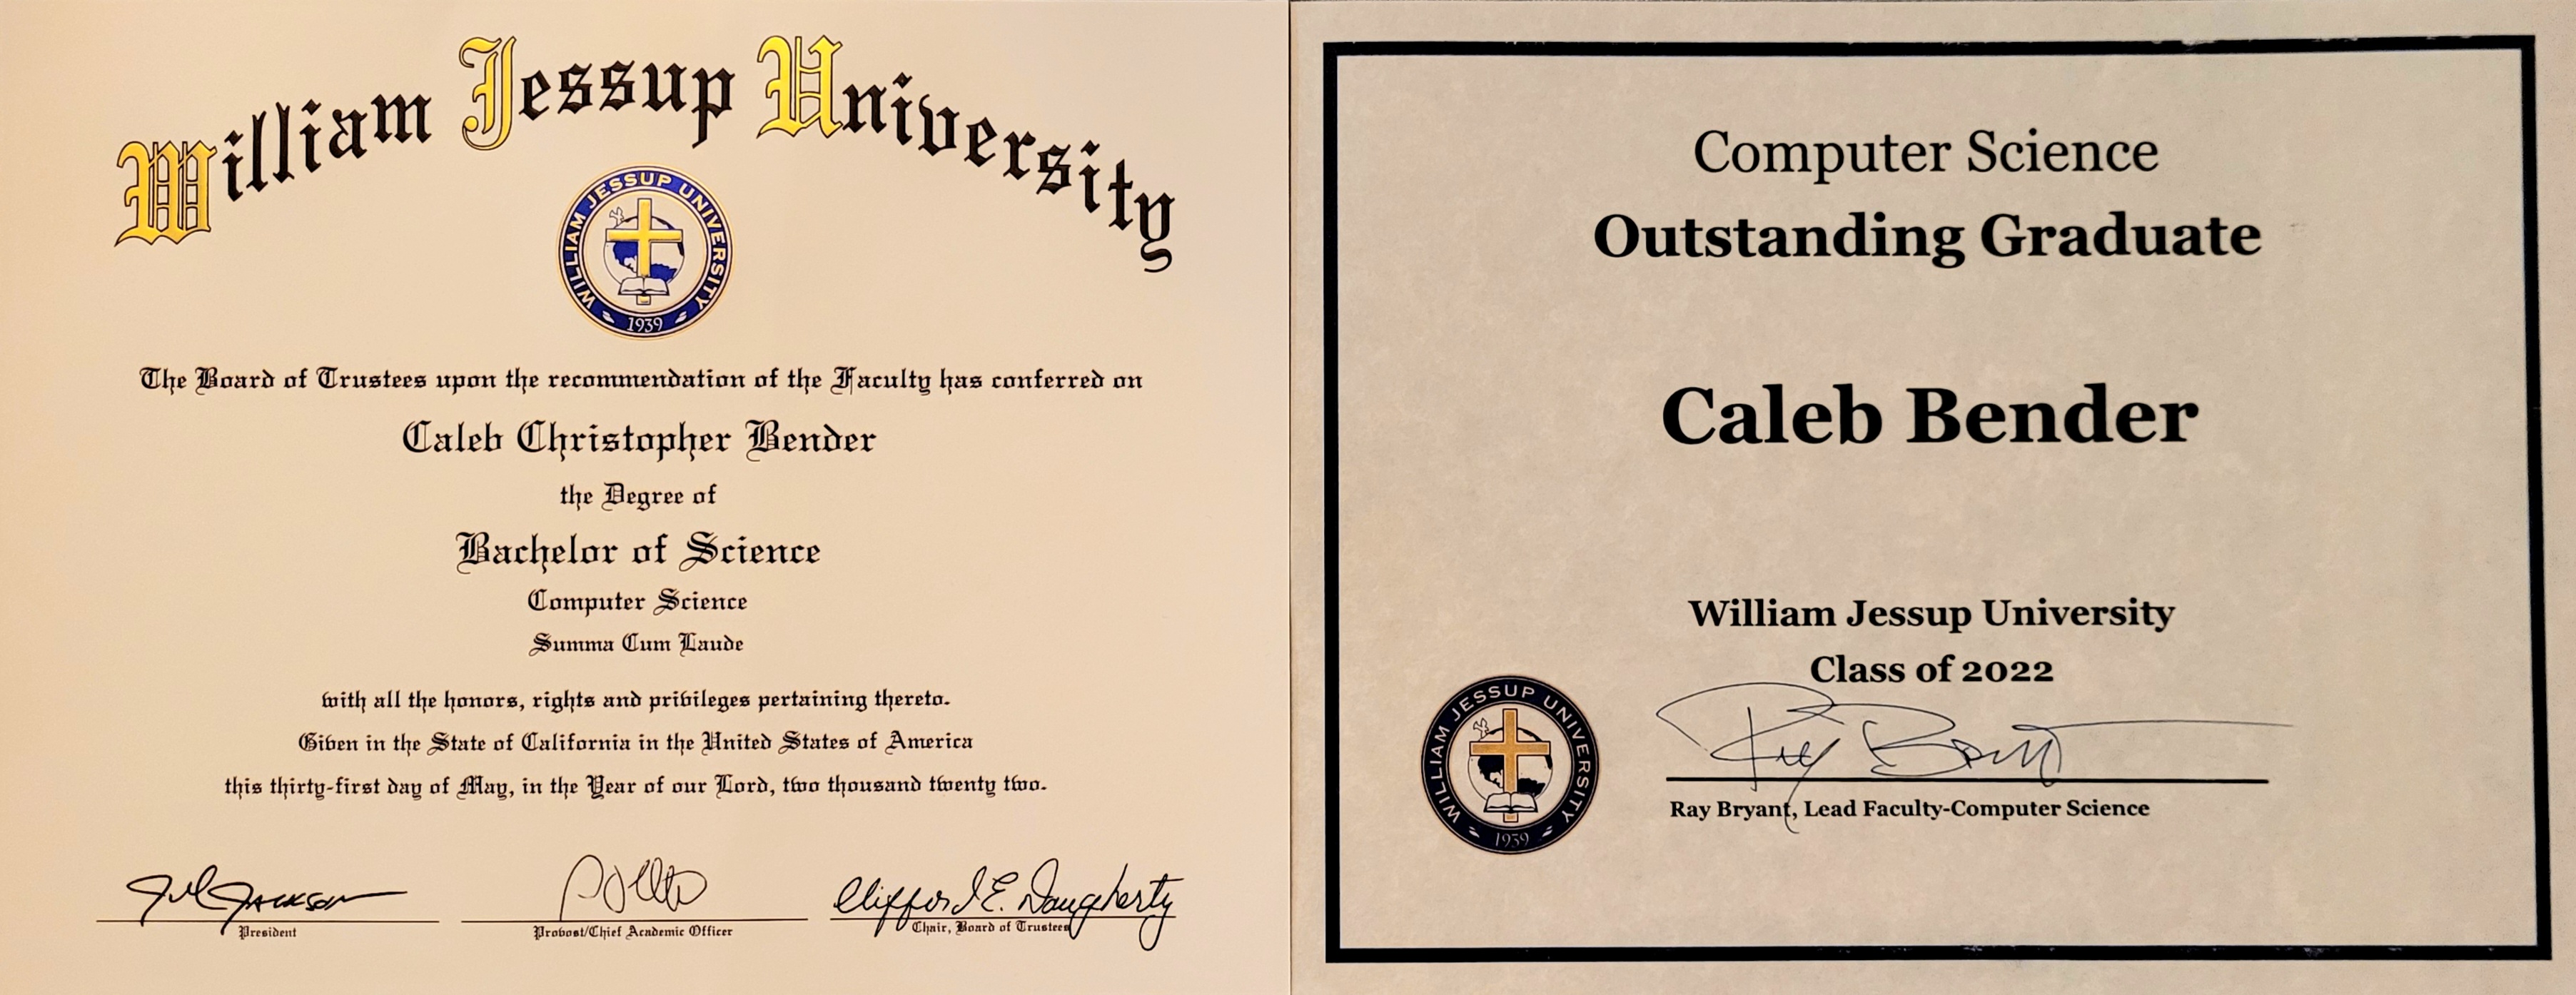 William Jessup University
WILLIAM JESSUP UNIVERSITY
1939
The Board of Trustees upon the recommendation of the Faculty has conferred on
Caleb Christopher Bender
the Degree of
Bachelor of Science
Computer Science
Summa Cum Laude
with all the honors, rights and privileges pertaining thereto.
Given in the State of California in the United States of America
this thirty-first day of May, in the Year of our Lord, two thousand twenty two.
Jackson
Clifford E. Daugherty
President
Provost/Chief Academic Officer
Chair, Board of Trustees
Computer Science
Outstanding Graduate
Caleb Bender
William Jessup University
Class of 2022
WILLIAM JESSUP UNIVERSITY
1939
Ray Bryant
Ray Bryant, Lead Faculty-Computer Science